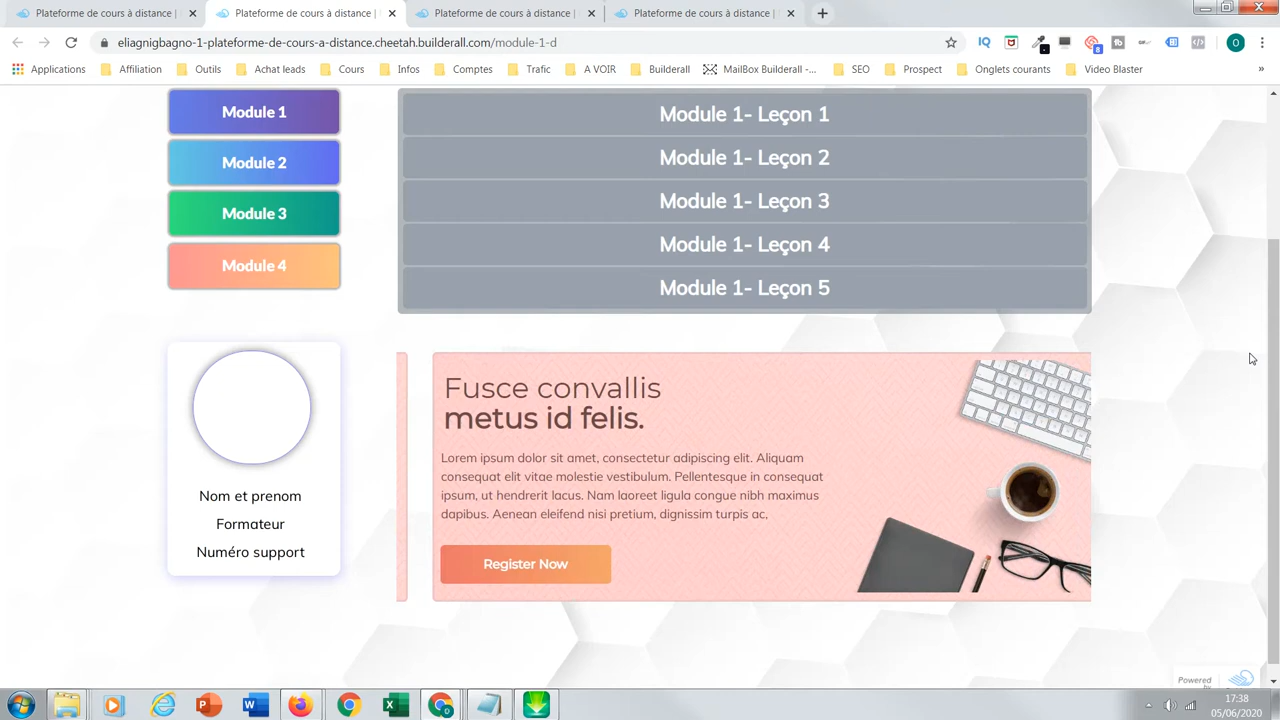 Plateforme de cours à distance |
Plateforme de cours à distance |
Plateforme de cours à distance |
Plateforme de cours à distance |
eliagnigbagno-1-plateforme-de-cours-a-distance.cheetah.builderall.com/module=1-d
IQ
8
O
Applications
Affiliation
Outils
Achat leads
Cours
Infos
Comptes
Trafic
A VOIR
Builderall
MailBox Builderall -...
SEO
Prospect
Onglets courants
Video Blaster
»
Module 1
Module 2
Module 3
Module 4
Module 1- Leçon 1
Module 1- Leçon 2
Module 1- Leçon 3
Module 1- Leçon 4
Module 1- Leçon 5
Nom et prenom
Formateur
Numéro support
Fusce convallis
metus id felis.
Lorem ipsum dolor sit amet, consectetur adipiscing elit. Aliquam
consequat elit vitae molestie vestibulum. Pellentesque in consequat
ipsum, ut hendrerit lacus. Nam laoreet ligula congue nibh maximus
dapibus. Aenean eleifend nisi pretium, dignissim turpis ac,
Register Now
Powered
by
17:38
05/06/2020